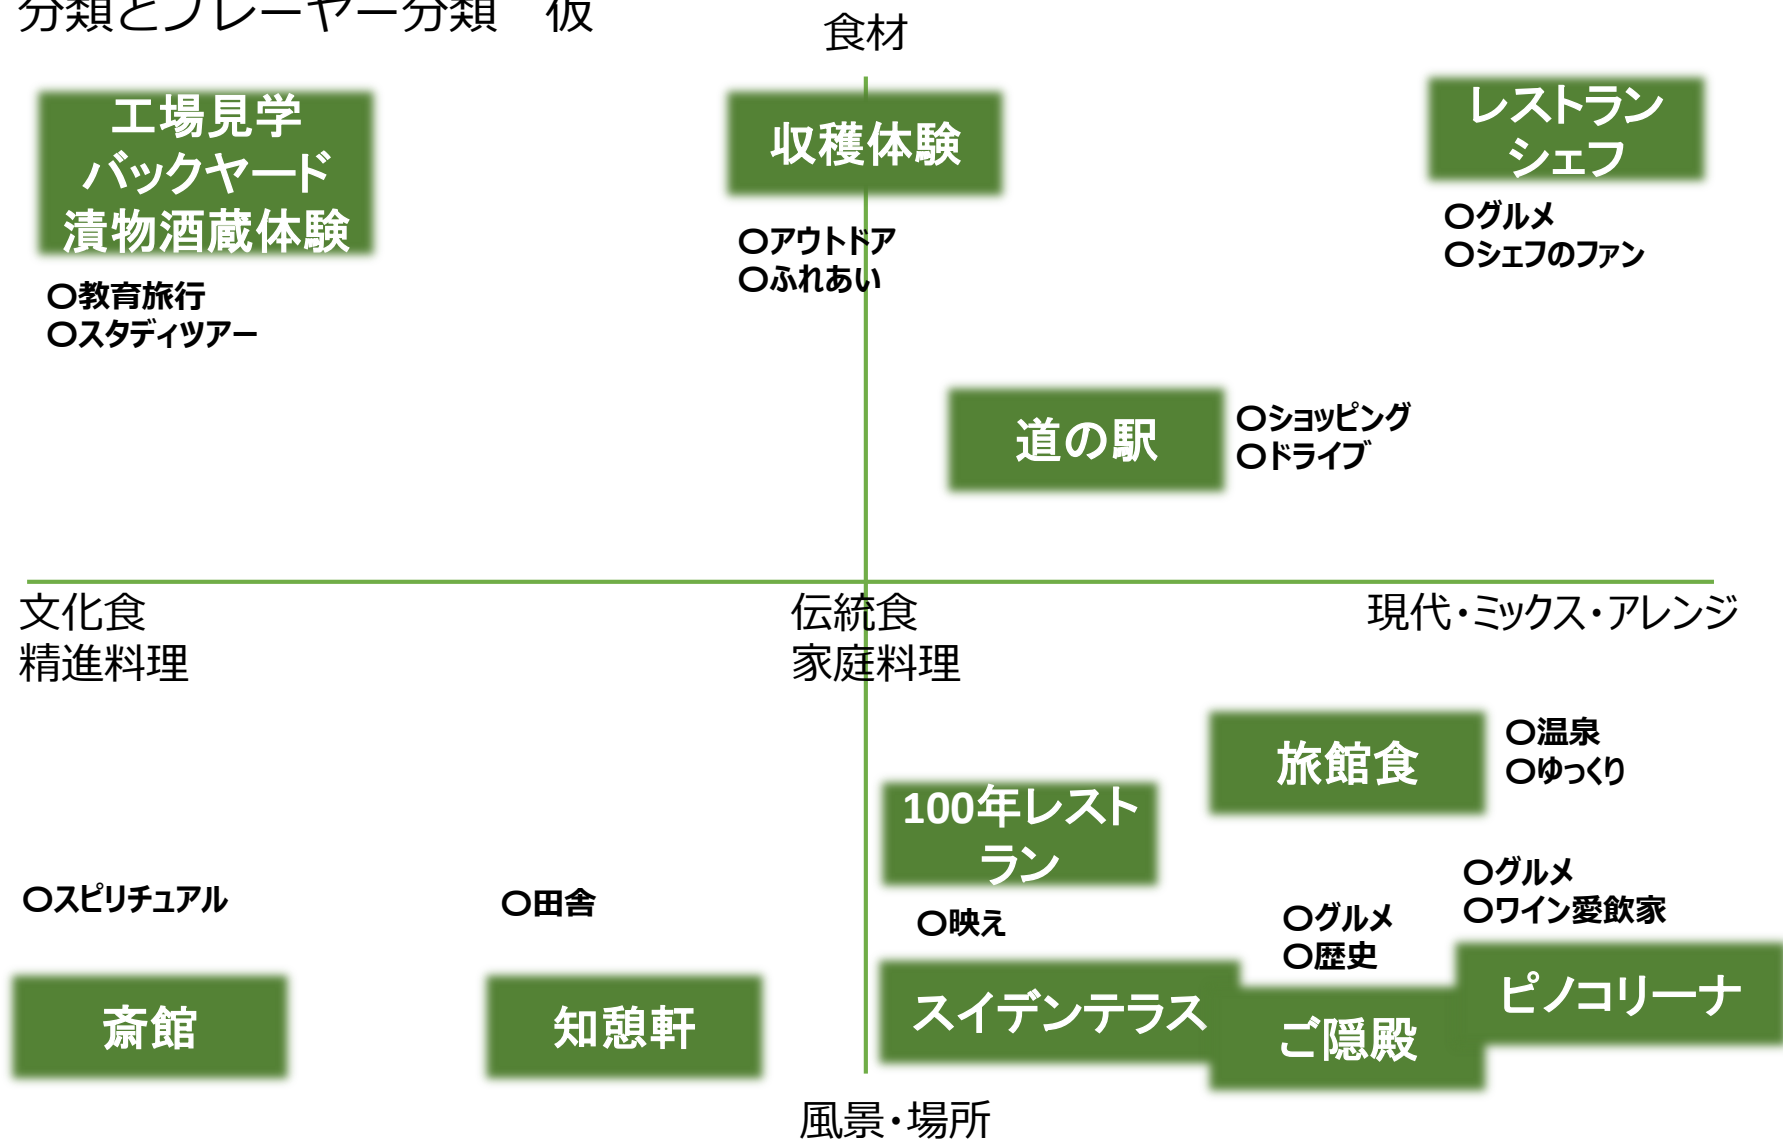 分類とプレーヤー分類　仮
食材
工場見学
バックヤード
漬物酒蔵体験
〇教育旅行
〇スタディツアー
収穫体験
〇アウトドア
〇ふれあい
レストラン
シェフ
〇グルメ
〇シェフのファン
道の駅
〇ショッピング
〇ドライブ
文化食
精進料理
伝統食
家庭料理
現代・ミックス・アレンジ
旅館食
〇温泉
〇ゆっくり
100年レスト
ラン
〇映え
〇スピリチュアル
斎館
〇田舎
知憩軒
スイデンテラス
〇グルメ
〇歴史
ご隠殿
〇グルメ
〇ワイン愛飲家
ピノコリーナ
風景・場所